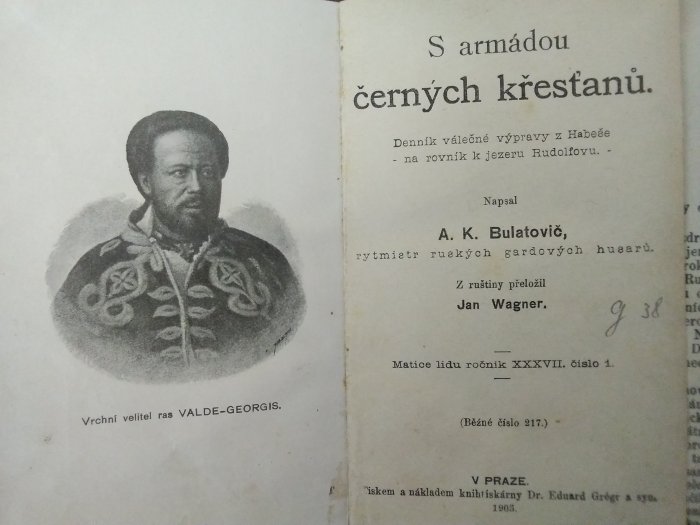 Vrchní velitel ras VALDE-GEORGIS.
S armádou
černých křesťanů.
Denník válečné výpravy z Habeše
- na rovník k jezeru Rudolfovu. -
Napsal
A. K. Bulatovič,
rytmistr ruských gardových husarů.
Z ruštiny přeložil
Jan Wagner.
g 38
Matice lidu ročník XXXVII. číslo 1.
(Běžné číslo 217.)
V PRAZE.
Tiskem a nákladem knihtiskárny Dr. Eduard Grégr a syn.
1903.